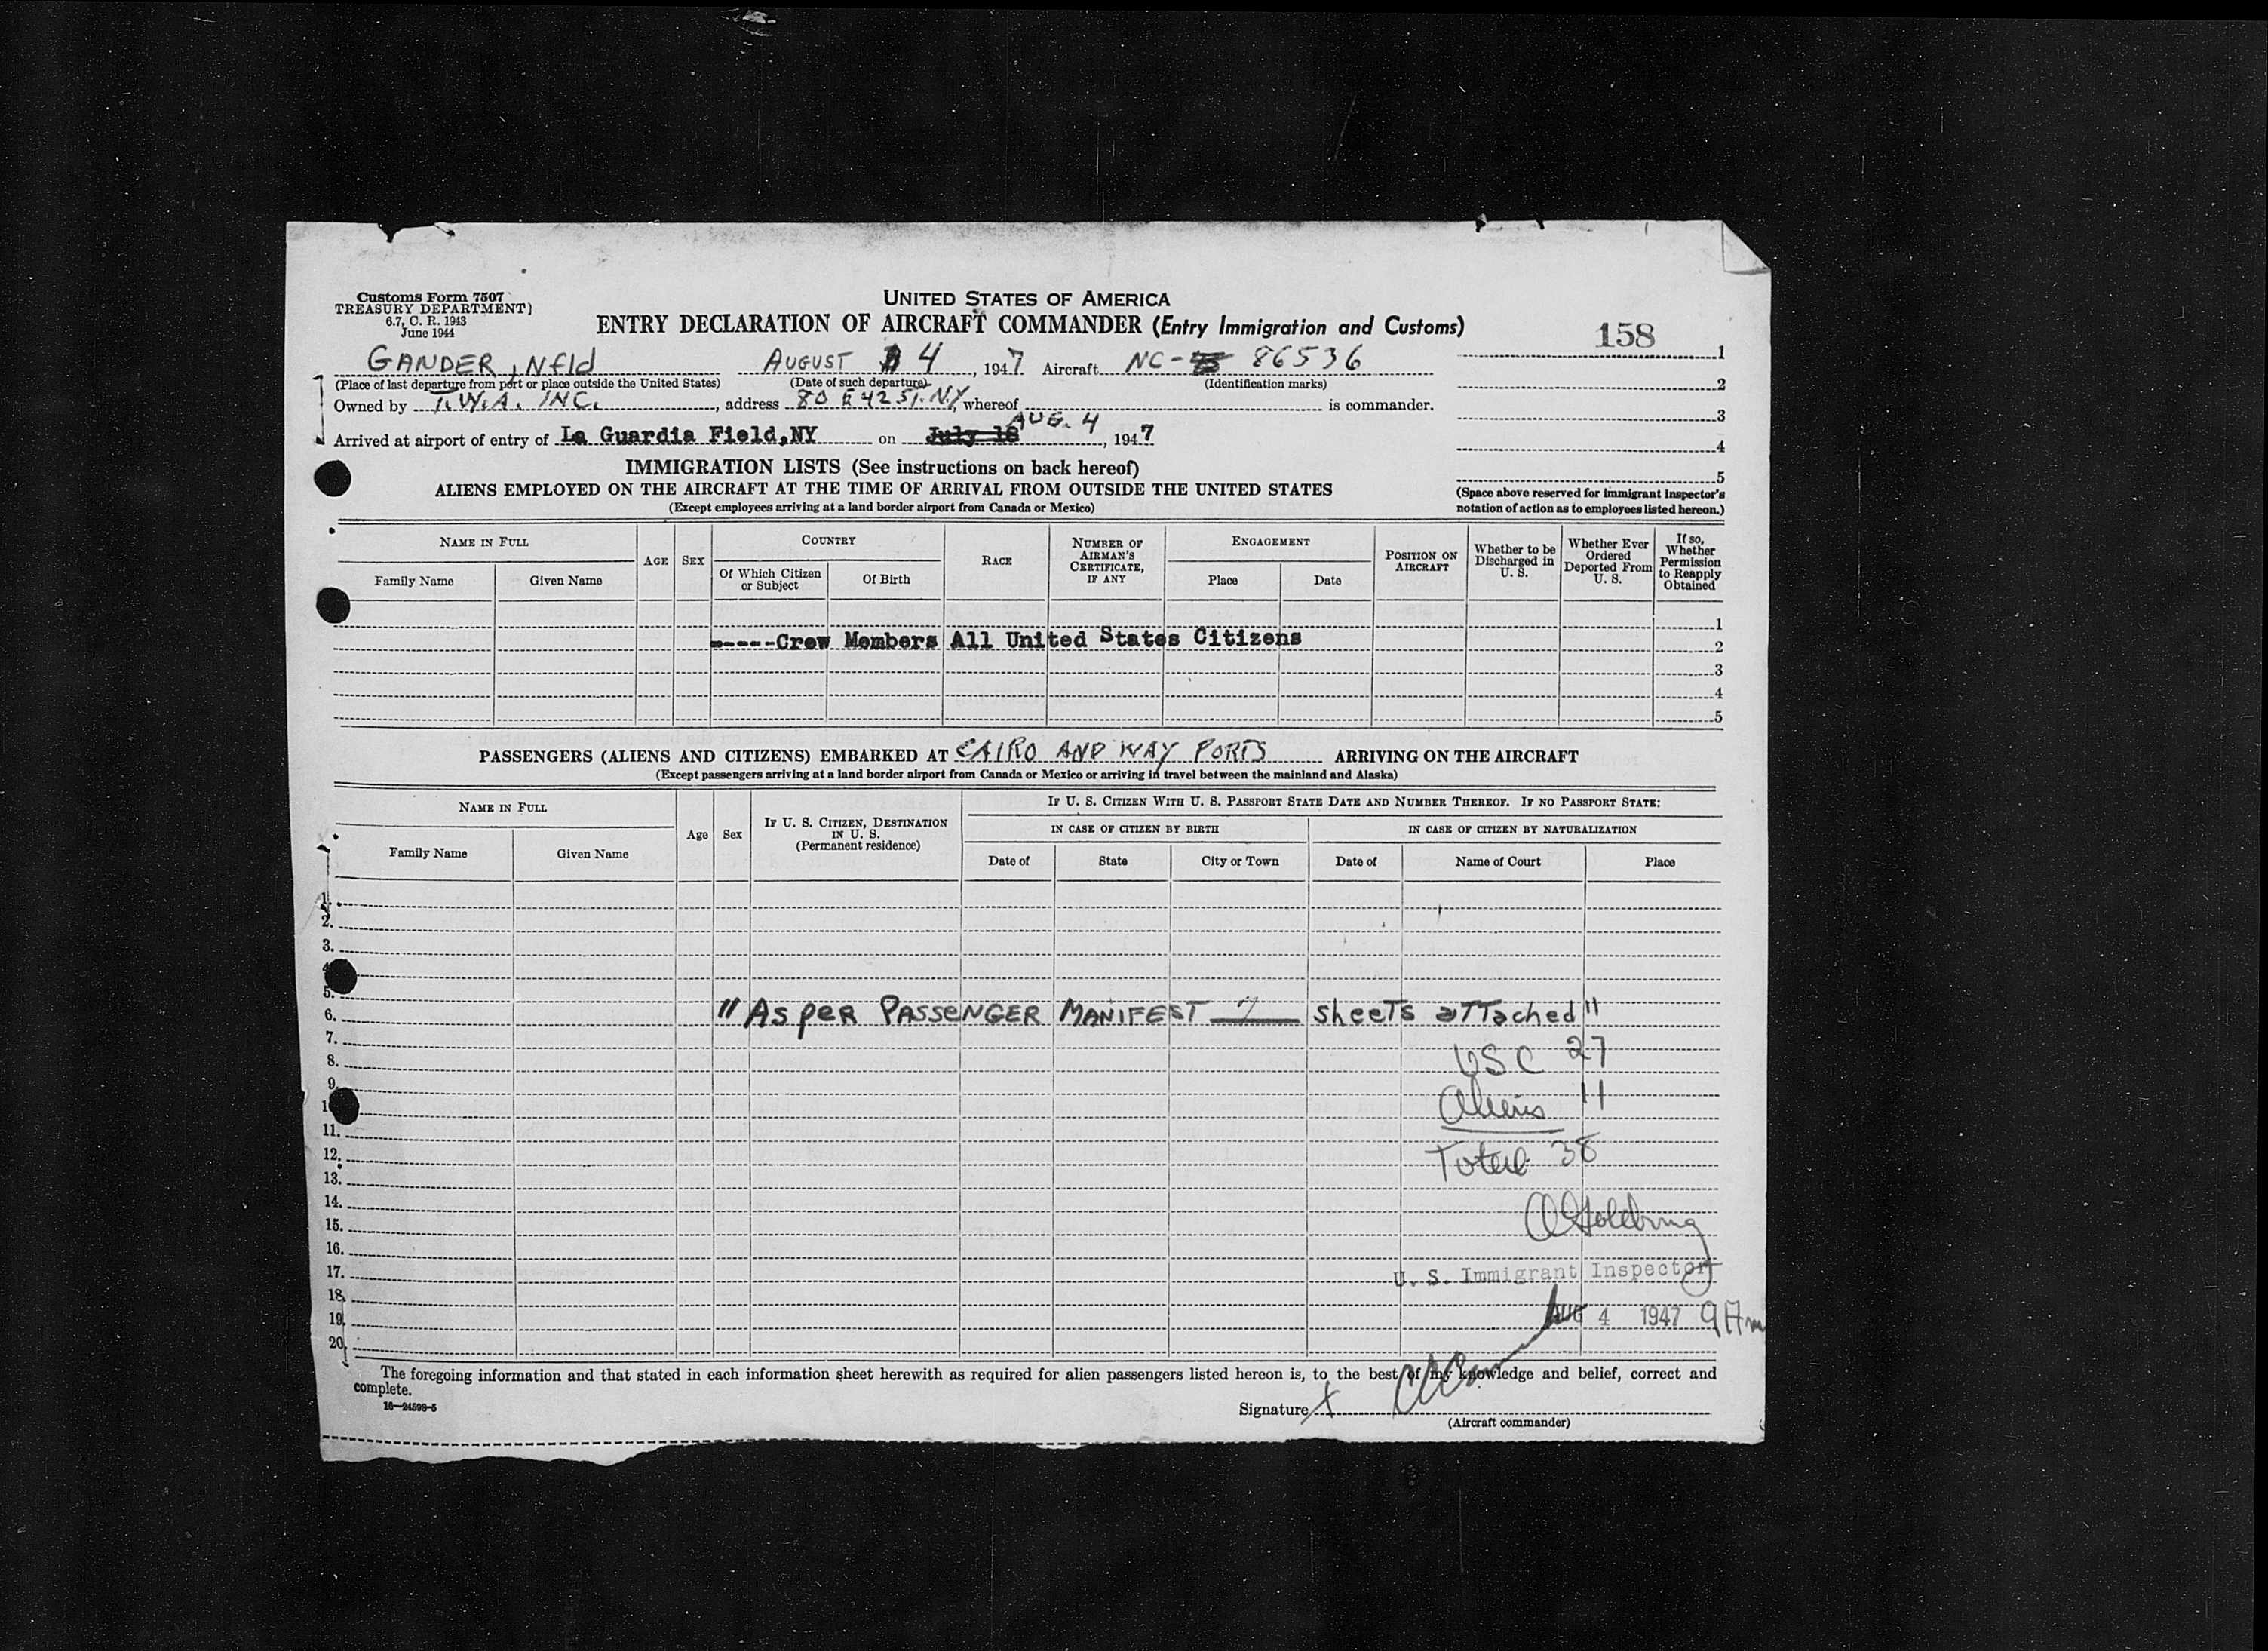 Customs Form 7507
TREASURY DEPARTMENT)
6.7, C. R. 1943
June 1944
UNITED STATES OF AMERICA
ENTRY DECLARATION OF AIRCRAFT COMMANDER (Entry Immigration and Customs)
158
GANDER, Nfld AUGUST 4, 1947 Aircraft NC- 86536
(Place of last departure from port or place outside the United States) (Date of such departure) (Identification marks)
Owned by T.W.A. INC., address 80 E 42 St. N.Y, whereof is commander.
Arrived at airport of entry of La Guardia Field,NY on July 18 AUG. 4, 1947
1
2
3
4
5
(Space above reserved for immigrant inspector's
notation of action as to employees listed hereon.)
IMMIGRATION LISTS (See instructions on back hereof)
ALIENS EMPLOYED ON THE AIRCRAFT AT THE TIME OF ARRIVAL FROM OUTSIDE THE UNITED STATES
(Except employees arriving at a land border airport from Canada or Mexico)
NAME IN FULL
Family Name Given Name
AGE SEX
COUNTRY
Of Which Citizen
or Subject
Of Birth
RACE
NUMBER OF
AIRMAN'S
CERTIFICATE,
IF ANY
ENGAGEMENT
Place Date
POSITION ON
AIRCRAFT
Whether to be
Discharged in
U. S.
Whether Ever
Ordered
Deported From
U. S.
If so,
Whether
Permission
to Reapply
Obtained
1
-----Crew Members All United States Citizens 2
3
4
5
PASSENGERS (ALIENS AND CITIZENS) EMBARKED AT CAIRO AND WAY PORTS ARRIVING ON THE AIRCRAFT
(Except passengers arriving at a land border airport from Canada or Mexico or arriving in travel between the mainland and Alaska)
NAME IN FULL
Family Name Given Name
Age Sex
IF U. S. CITIZEN, DESTINATION
IN U. S.
(Permanent residence)
IF U. S. CITIZEN WITH U. S. PASSPORT STATE DATE AND NUMBER THEREOF. IF NO PASSPORT STATE:
IN CASE OF CITIZEN BY BIRTH IN CASE OF CITIZEN BY NATURALIZATION
Date of State City or Town Date of Name of Court Place
1.
2.
3.
4
5.
6. "As per PASSENGER MANIFEST 7 sheets attached"
7.
8. USC 27
9.
10 Aliens 11
11.
12. Total 38
13.
14.
15.
16.
17. U. S. Immigrant Inspector
18.
19. AUG 4 1947 9 Am
20.
The foregoing information and that stated in each information sheet herewith as required for alien passengers listed hereon is, to the best of my knowledge and belief, correct and
complete.
16—24598-5
Signature X
(Aircraft commander)